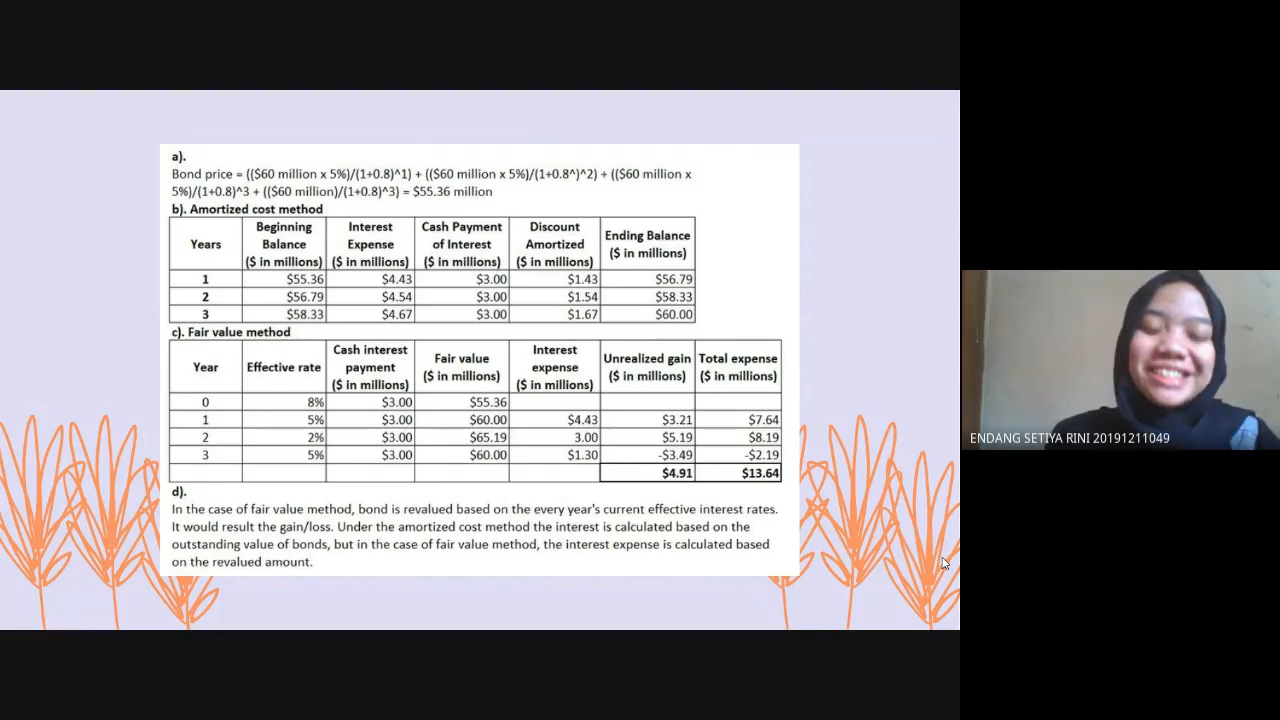 a).
Bond price = (($60 million x 5%)/(1+0.8)^1) + (($60 million x 5%)/(1+0.8^)^2) + (($60 million x
5%)/(1+0.8)^3 + (($60 million)/(1+0.8)^3) = $55.36 million
b). Amortized cost method
Years Beginning Balance ($ in millions) Interest Expense ($ in millions) Cash Payment of Interest ($ in millions) Discount Amortized ($ in millions) Ending Balance ($ in millions)
1 $55.36 $4.43 $3.00 $1.43 $56.79
2 $56.79 $4.54 $3.00 $1.54 $58.33
3 $58.33 $4.67 $3.00 $1.67 $60.00
c). Fair value method
Year Effective rate Cash interest payment ($ in millions) Fair value ($ in millions) Interest expense ($ in millions) Unrealized gain ($ in millions) Total expense ($ in millions)
0 8% $3.00 $55.36
1 5% $3.00 $60.00 $4.43 $3.21 $7.64
2 2% $3.00 $65.19 3.00 $5.19 $8.19
3 5% $3.00 $60.00 $1.30 -$3.49 -$2.19
$4.91 $13.64
d).
In the case of fair value method, bond is revalued based on the every year's current effective interest rates.
It would result the gain/loss. Under the amortized cost method the interest is calculated based on the
outstanding value of bonds, but in the case of fair value method, the interest expense is calculated based
on the revalued amount.
ENDANG SETIYA RINI 20191211049